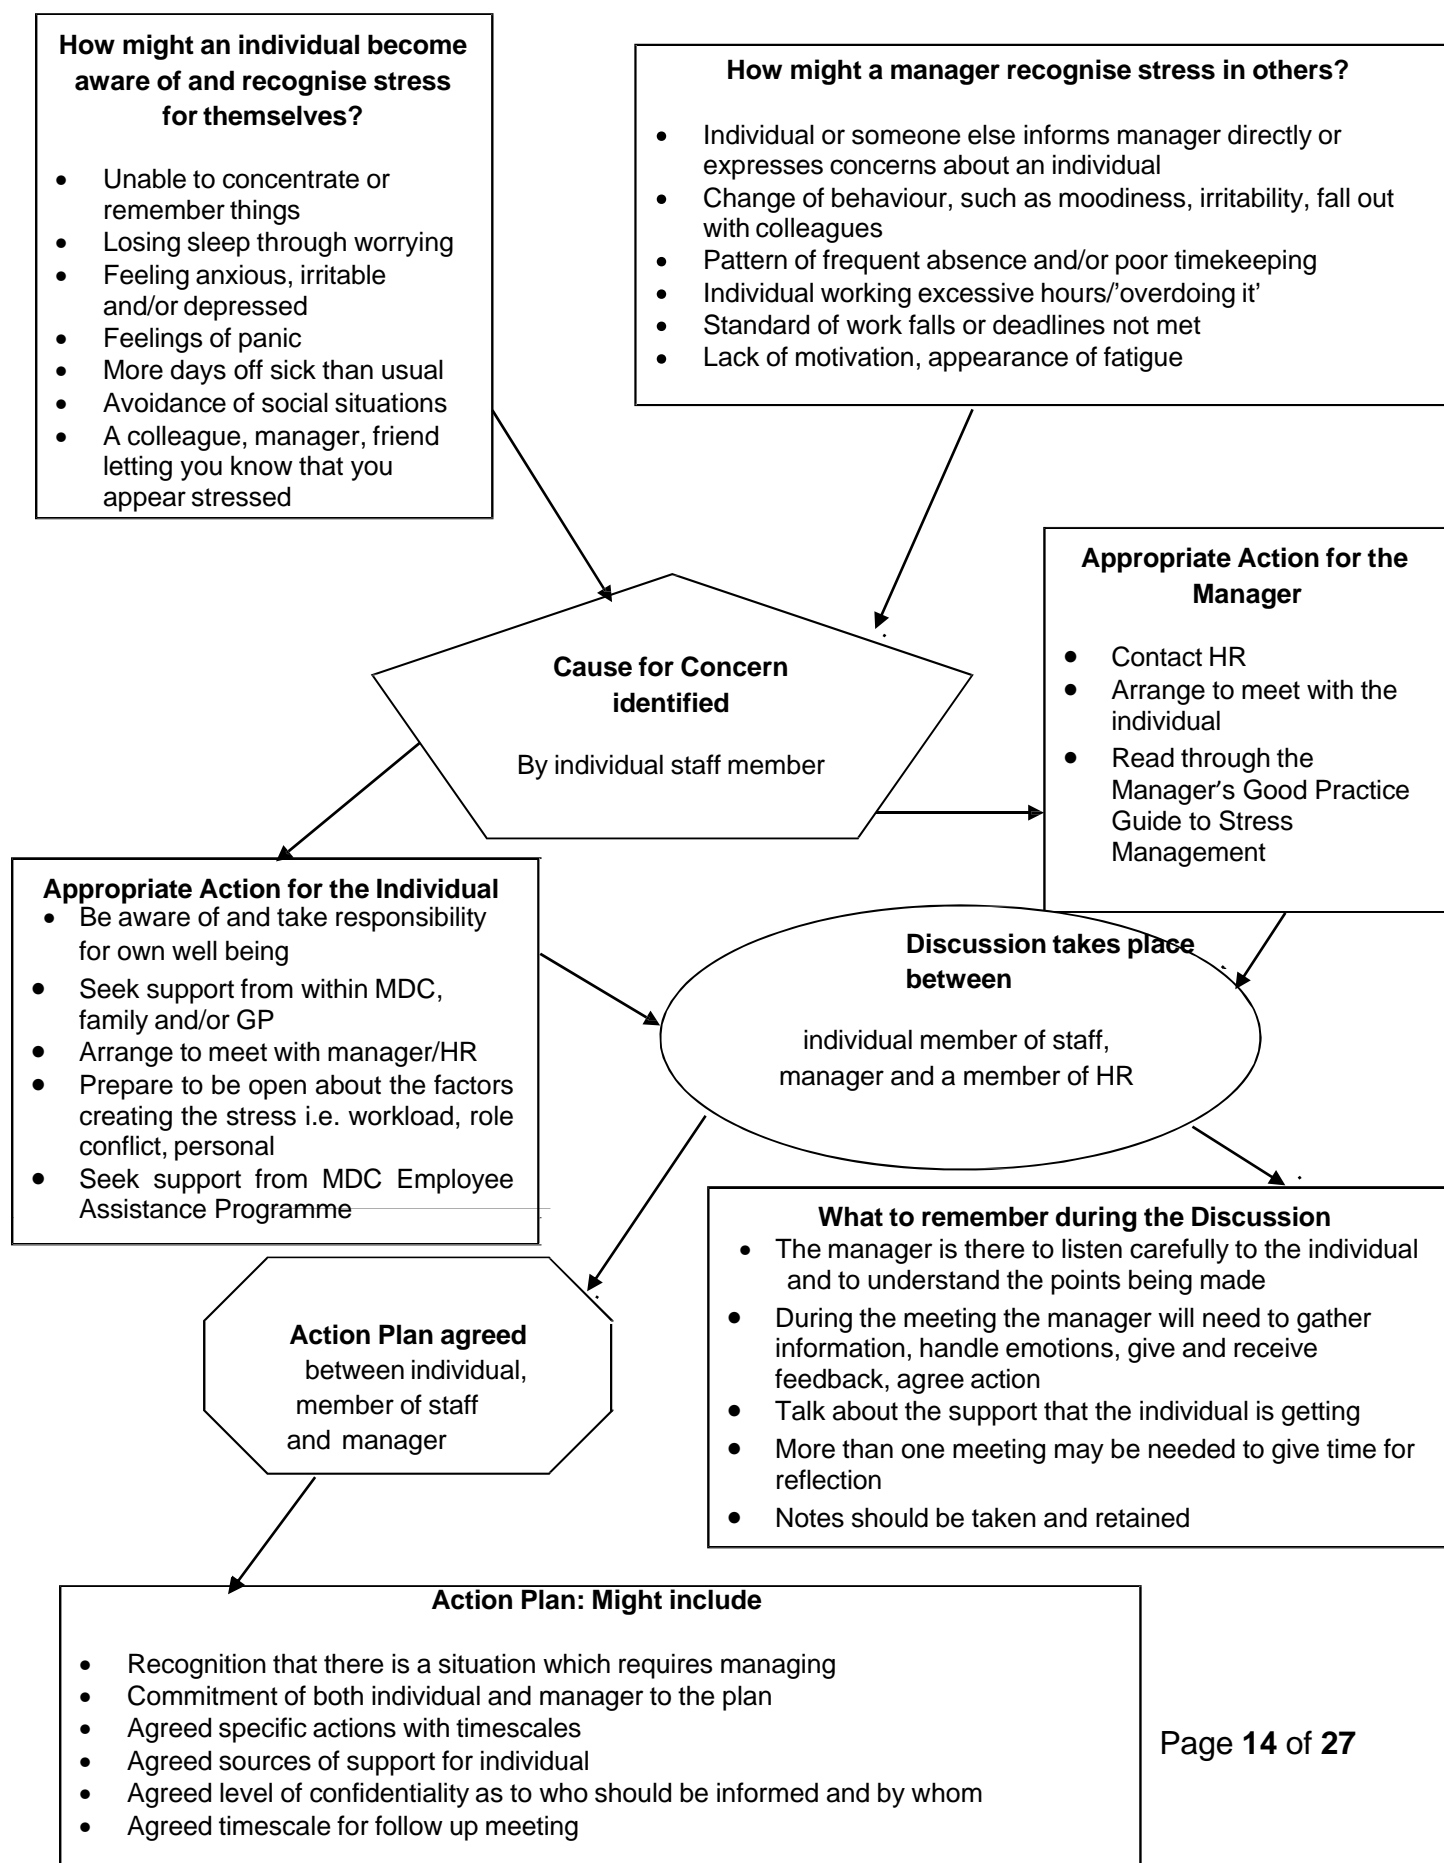 How might an individual become
aware of and recognise stress
for themselves?
• Unable to concentrate or
remember things
• Losing sleep through worrying
• Feeling anxious, irritable
and/or depressed
• Feelings of panic
• More days off sick than usual
• Avoidance of social situations
• A colleague, manager, friend
letting you know that you
appear stressed
How might a manager recognise stress in others?
• Individual or someone else informs manager directly or
expresses concerns about an individual
• Change of behaviour, such as moodiness, irritability, fall out
with colleagues
• Pattern of frequent absence and/or poor timekeeping
• Individual working excessive hours/’overdoing it’
• Standard of work falls or deadlines not met
• Lack of motivation, appearance of fatigue
Cause for Concern
identified
By individual staff member
Appropriate Action for the
Manager
• Contact HR
• Arrange to meet with the
individual
• Read through the
Manager’s Good Practice
Guide to Stress
Management
Appropriate Action for the Individual
• Be aware of and take responsibility
for own well being
• Seek support from within MDC,
family and/or GP
• Arrange to meet with manager/HR
• Prepare to be open about the factors
creating the stress i.e. workload, role
conflict, personal
• Seek support from MDC Employee
Assistance Programme
Discussion takes place
between
individual member of staff,
manager and a member of HR
What to remember during the Discussion
• The manager is there to listen carefully to the individual
and to understand the points being made
• During the meeting the manager will need to gather
information, handle emotions, give and receive
feedback, agree action
• Talk about the support that the individual is getting
• More than one meeting may be needed to give time for
reflection
• Notes should be taken and retained
Action Plan agreed
between individual,
member of staff
and manager
Action Plan: Might include
• Recognition that there is a situation which requires managing
• Commitment of both individual and manager to the plan
• Agreed specific actions with timescales
• Agreed sources of support for individual
• Agreed level of confidentiality as to who should be informed and by whom
• Agreed timescale for follow up meeting
Page 14 of 27